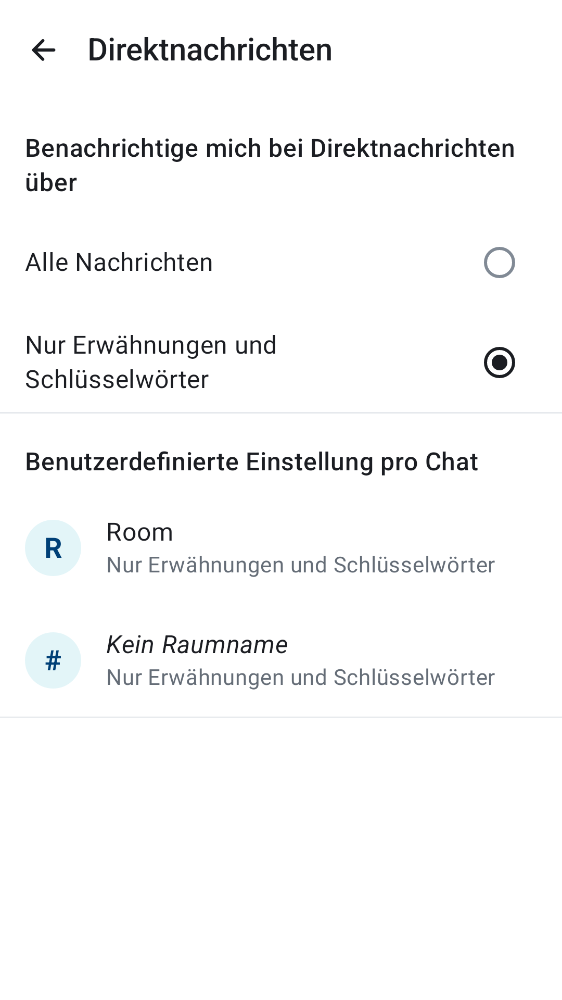 Direktnachrichten
Benachrichtige mich bei Direktnachrichten
über
Alle Nachrichten
Nur Erwähnungen und
Schlüsselwörter
Benutzerdefinierte Einstellung pro Chat
R
Room
Nur Erwähnungen und Schlüsselwörter
#
Kein Raumname
Nur Erwähnungen und Schlüsselwörter